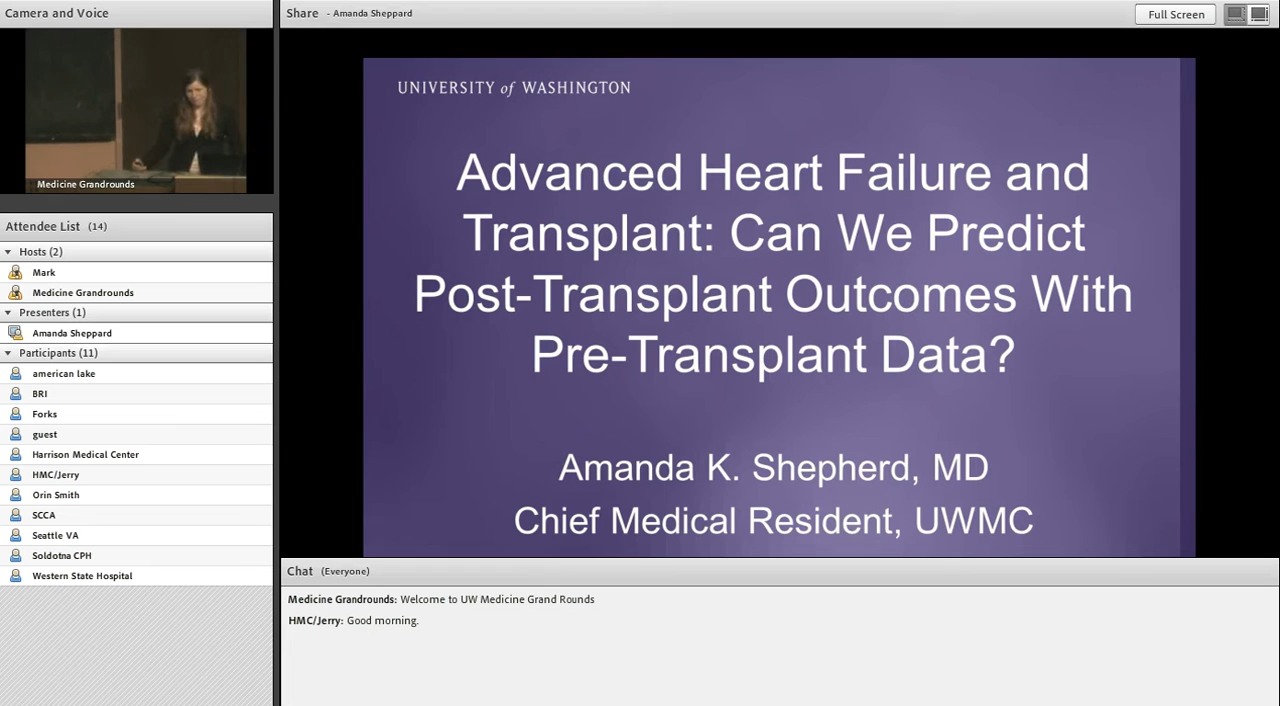 Camera and Voice
Medicine Grandrounds
Attendee List (14)
Hosts (2)
Mark
Medicine Grandrounds
Presenters (1)
Amanda Sheppard
Participants (11)
american lake
BRI
Forks
guest
Harrison Medical Center
HMC/Jerry
Orin Smith
SCCA
Seattle VA
Soldotna CPH
Western State Hospital
Share - Amanda Sheppard
Full Screen
UNIVERSITY of WASHINGTON
Advanced Heart Failure and
Transplant: Can We Predict
Post-Transplant Outcomes With
Pre-Transplant Data?
Amanda K. Shepherd, MD
Chief Medical Resident, UWMC
Chat (Everyone)
Medicine Grandrounds: Welcome to UW Medicine Grand Rounds
HMC/Jerry: Good morning.